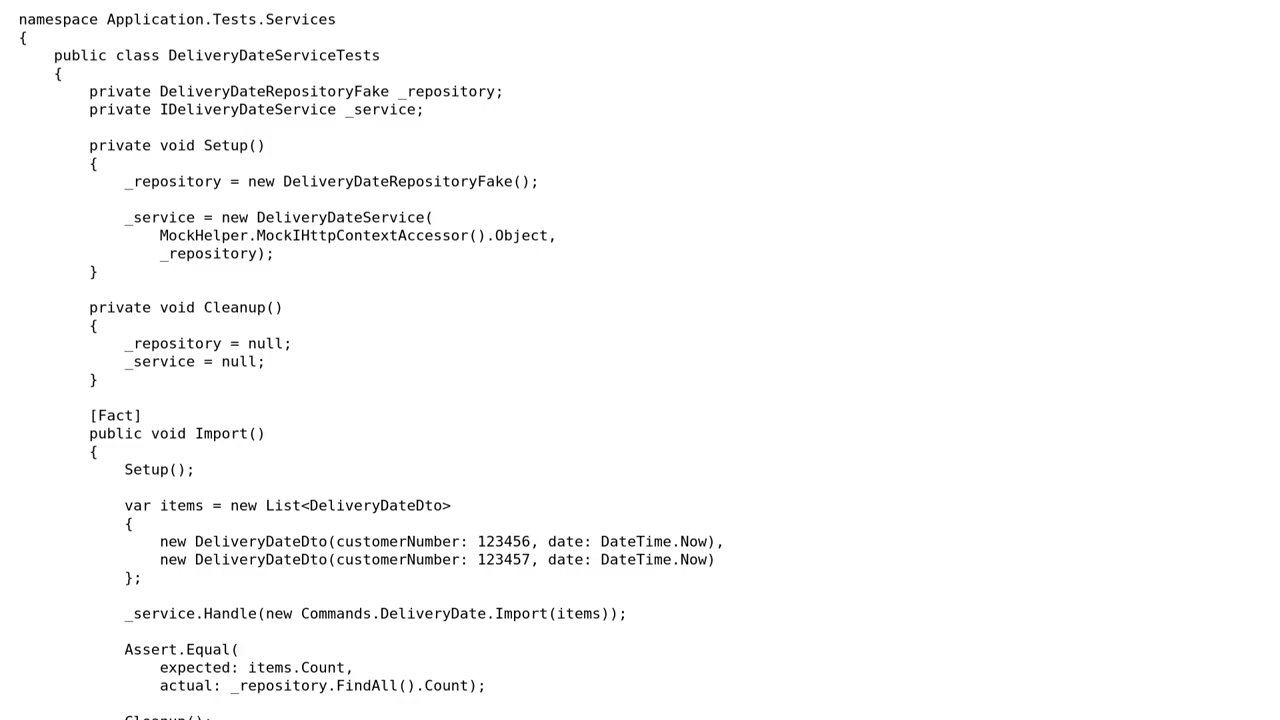 namespace Application.Tests.Services
{
    public class DeliveryDateServiceTests
    {
        private DeliveryDateRepositoryFake _repository;
        private IDeliveryDateService _service;

        private void Setup()
        {
            _repository = new DeliveryDateRepositoryFake();

            _service = new DeliveryDateService(
                MockHelper.MockIHttpContextAccessor().Object,
                _repository);
        }

        private void Cleanup()
        {
            _repository = null;
            _service = null;
        }

        [Fact]
        public void Import()
        {
            Setup();

            var items = new List<DeliveryDateDto>
            {
                new DeliveryDateDto(customerNumber: 123456, date: DateTime.Now),
                new DeliveryDateDto(customerNumber: 123457, date: DateTime.Now)
            };

            _service.Handle(new Commands.DeliveryDate.Import(items));

            Assert.Equal(
                expected: items.Count,
                actual: _repository.FindAll().Count);

            Cleanup();